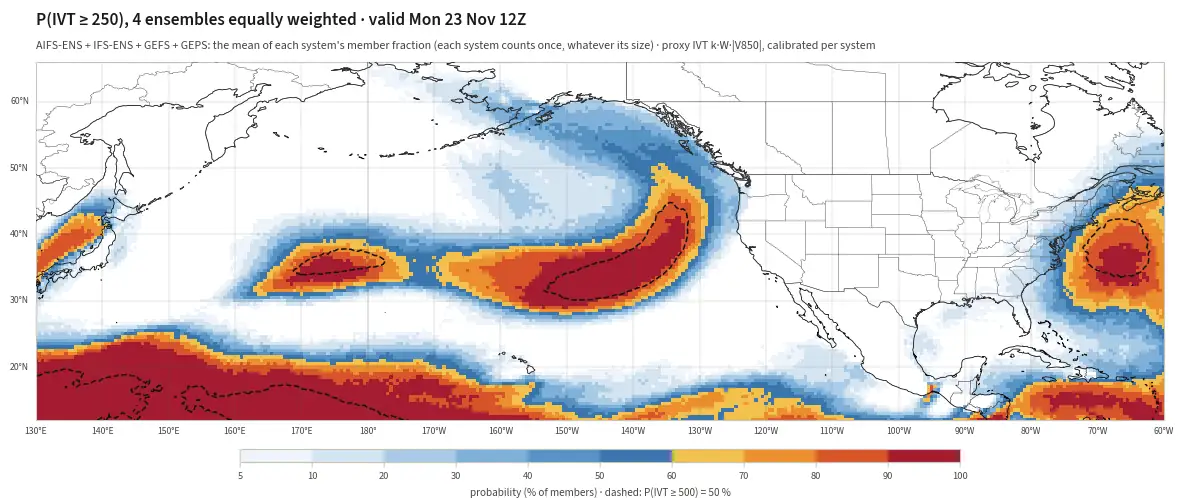 P(IVT ≥ 250), 4 ensembles equally weighted · valid Mon 23 Nov 12Z
AIFS-ENS + IFS-ENS + GEFS + GEPS: the mean of each system's member fraction (each system counts once, whatever its size) · proxy IVT k·W·|V850|, calibrated per system
60°N
50°N
40°N
30°N
20°N
130°E 140°E 150°E 160°E 170°E 180° 170°W 160°W 150°W 140°W 130°W 120°W 110°W 100°W 90°W 80°W 70°W 60°W
5 10 20 30 40 50 60 70 80 90 100
probability (% of members) · dashed: P(IVT ≥ 500) = 50 %